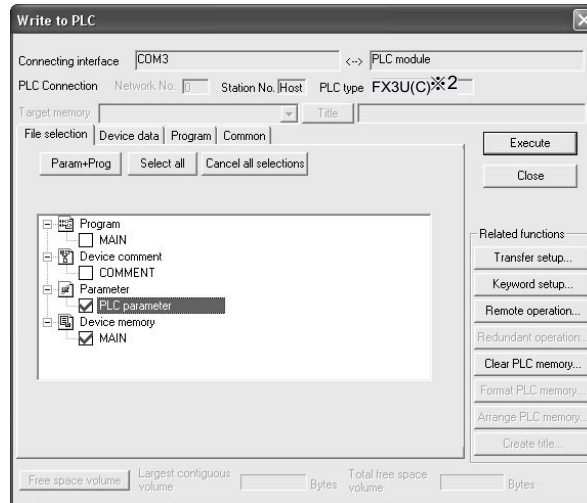 Write to PLC
Connecting interface COM3 <--> PLC module
PLC Connection Network No. 0 Station No. Host PLC type FX3U(C)※2
Target memory Title
File selection Device data Program Common
Param+Prog Select all Cancel all selections
Execute
Close
Program
MAIN
Device comment
COMMENT
Parameter
PLC parameter
Device memory
MAIN
Related functions
Transfer setup...
Keyword setup...
Remote operation...
Redundant operation...
Clear PLC memory...
Format PLC memory...
Arrange PLC memory...
Create title...
Free space volume Largest contiguous volume Bytes Total free space volume Bytes